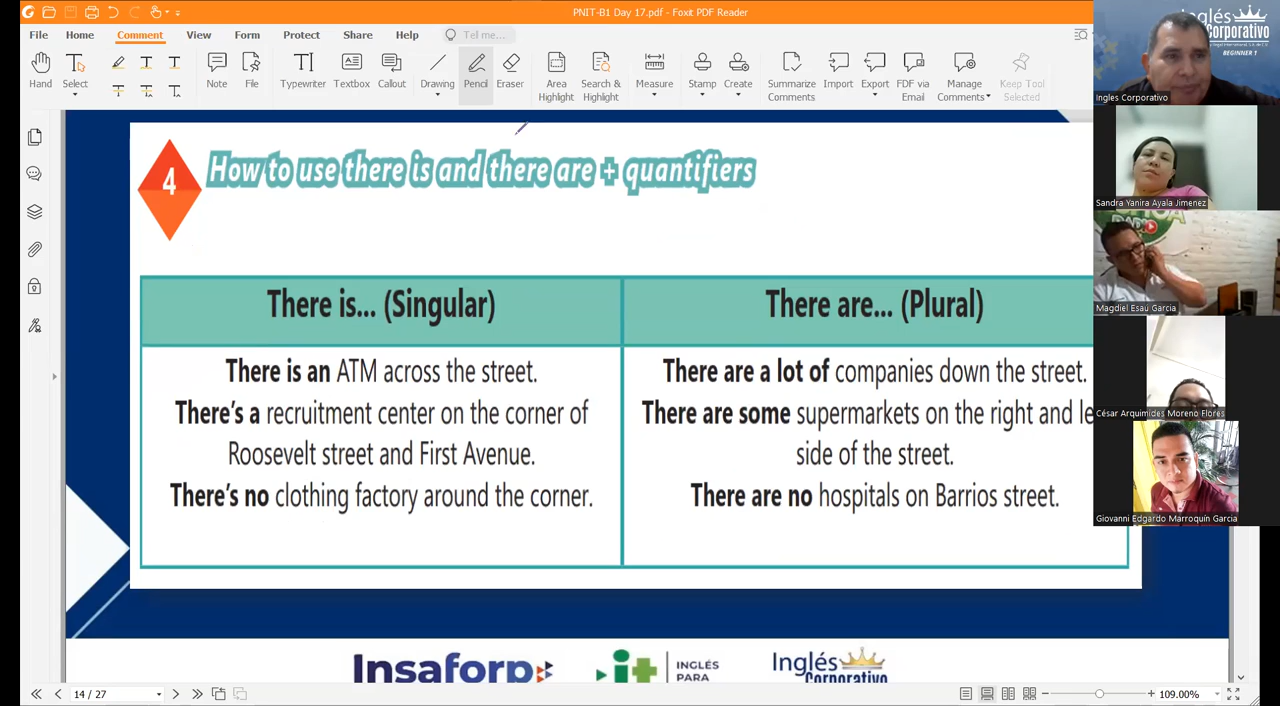 PNIT-B1 Day 17.pdf - Foxit PDF Reader
File Home Comment View Form Protect Share Help Tell me...
Hand Select Note File Typewriter Textbox Callout Drawing Pencil Eraser Area Highlight Search & Highlight Measure Stamp Create Summarize Comments Import Export FDF via Email Manage Comments Keep Tool Selected
4
How to use there is and there are + quantifiers
There is... (Singular)
There is an ATM across the street.
There's a recruitment center on the corner of
Roosevelt street and First Avenue.
There's no clothing factory around the corner.
There are... (Plural)
There are a lot of companies down the street.
There are some supermarkets on the right and le
side of the street.
There are no hospitals on Barrios street.
Insaforp
it
INGLÉS
PARA
Inglés
Corporativo
14 / 27
109.00%
inglés
Corporativo
BEGINNER 1
Ingles Corporativo
Sandra Yanira Ayala Jimenez
RADIO
Magdiel Esaú Garcia
César Arquimides Moreno Flores
Giovanni Edgardo Marroquín Garcia